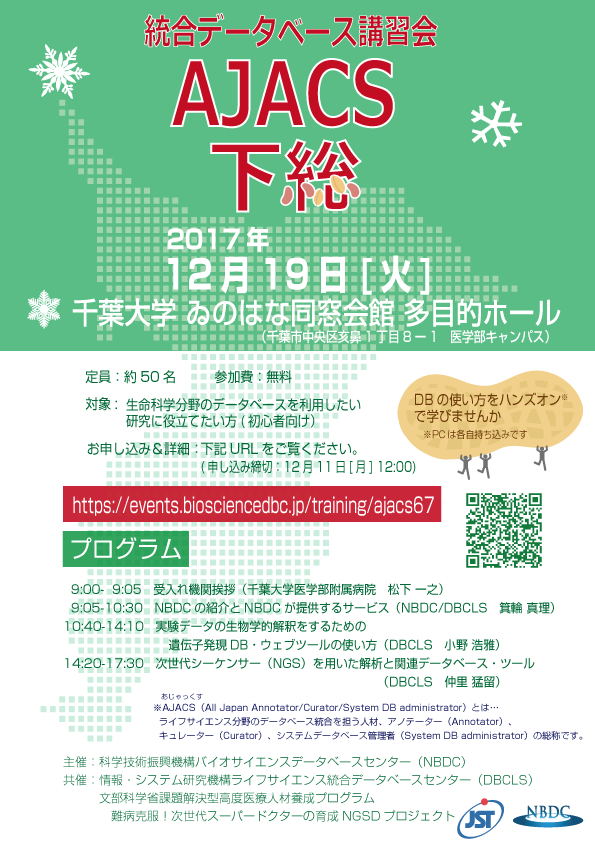 統合データベース講習会
AJACS
下総
2017年
12月19日[火]
千葉大学 ゐのはな同窓会館 多目的ホール
（千葉市中央区亥鼻1丁目8－1　医学部キャンパス）
定員：約50名　　参加費：無料
対象： 生命科学分野のデータベースを利用したい
研究に役立てたい方(初心者向け)
お申し込み＆詳細：下記URLをご覧ください。
(申し込み締切：12月11日[月] 12:00)
DBの使い方をハンズオン※
で学びませんか
※PCは各自持ち込みです
https://events.biosciencedbc.jp/training/ajacs67
プログラム
9:00- 9:05　受入れ機関挨拶（千葉大学医学部附属病院　松下 一之）
9:05-10:30　NBDCの紹介とNBDCが提供するサービス（NBDC/DBCLS　箕輪 真理）
10:40-14:10　実験データの生物学的解釈をするための
遺伝子発現DB・ウェブツールの使い方（DBCLS　小野 浩雅）
14:20-17:30　次世代シーケンサー（NGS）を用いた解析と関連データベース・ツール
（DBCLS　仲里 猛留）
あじゃっくす
※AJACS（All Japan Annotator/Curator/System DB administrator）とは…
ライフサイエンス分野のデータベース統合を担う人材、アノテーター（Annotator）、
キュレーター（Curator）、システムデータベース管理者（System DB administrator）の総称です。
主催：科学技術振興機構バイオサイエンスデータベースセンター（NBDC）
共催：情報・システム研究機構ライフサイエンス統合データベースセンター（DBCLS）
文部科学省課題解決型高度医療人材養成プログラム
難病克服！次世代スーパードクターの育成 NGSDプロジェクト
JST
NBDC